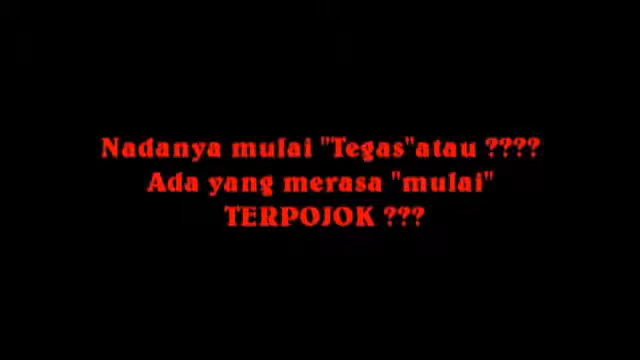 Nadanya mulai "Tegas"atau ????
Ada yang merasa "mulai"
TERPOJOK ???